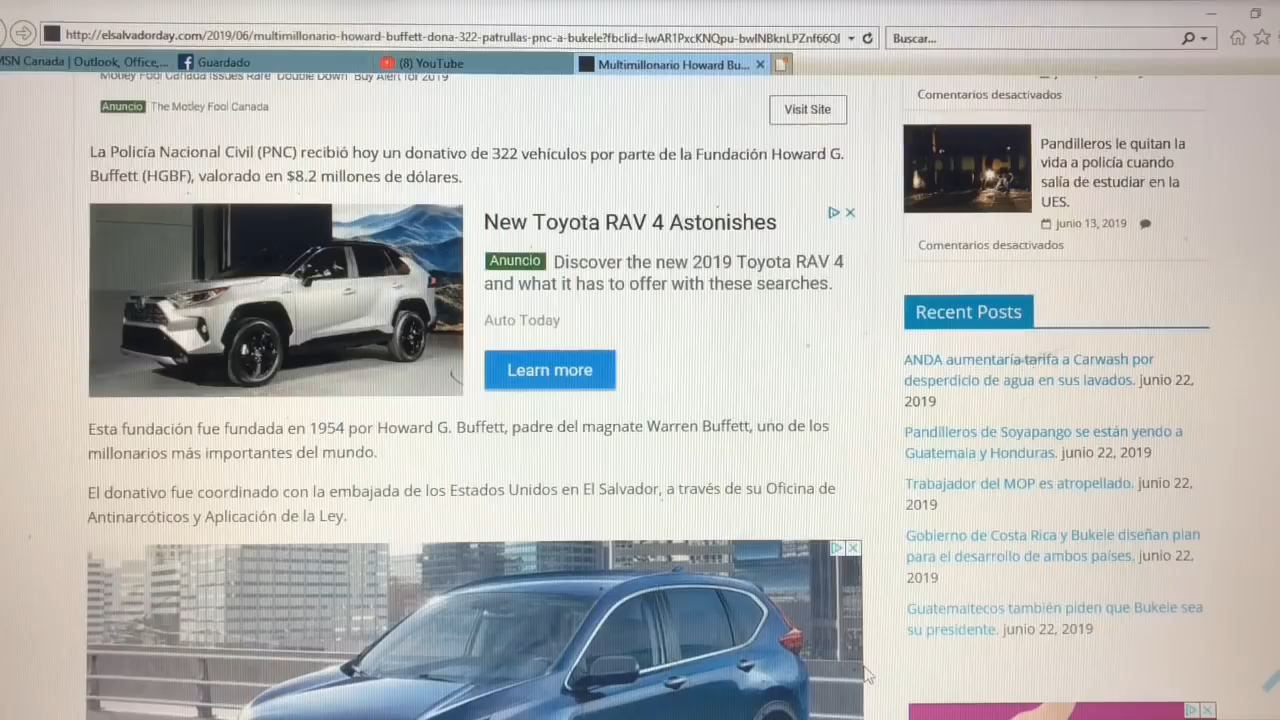 http://elsalvadorday.com/2019/06/multimillonario-howard-buffett-dona-322-patrullas-pnc-a-bukele?fbclid=IwAR1PxcKNQpu-bwlNBknLPZnf66QI
Buscar...
MSN Canada | Outlook, Office,...
Guardado
(8) YouTube
Multimillonario Howard Bu...
Motley Fool Canada Issues Rare "Double Down" Buy Alert for 2019
Anuncio The Motley Fool Canada
Visit Site
La Policía Nacional Civil (PNC) recibió hoy un donativo de 322 vehículos por parte de la Fundación Howard G.
Buffett (HGBF), valorado en $8.2 millones de dólares.
New Toyota RAV 4 Astonishes
Anuncio Discover the new 2019 Toyota RAV 4
and what it has to offer with these searches.
Auto Today
Learn more
Esta fundación fue fundada en 1954 por Howard G. Buffett, padre del magnate Warren Buffett, uno de los
millonarios más importantes del mundo.
El donativo fue coordinado con la embajada de los Estados Unidos en El Salvador, a través de su Oficina de
Antinarcóticos y Aplicación de la Ley.
Comentarios desactivados
Pandilleros le quitan la
vida a policía cuando
salía de estudiar en la
UES.
junio 13, 2019
Comentarios desactivados
Recent Posts
ANDA aumentaría tarifa a Carwash por
desperdicio de agua en sus lavados. junio 22,
2019
Pandilleros de Soyapango se están yendo a
Guatemala y Honduras. junio 22, 2019
Trabajador del MOP es atropellado. junio 22,
2019
Gobierno de Costa Rica y Bukele diseñan plan
para el desarrollo de ambos países. junio 22,
2019
Guatemaltecos también piden que Bukele sea
su presidente. junio 22, 2019